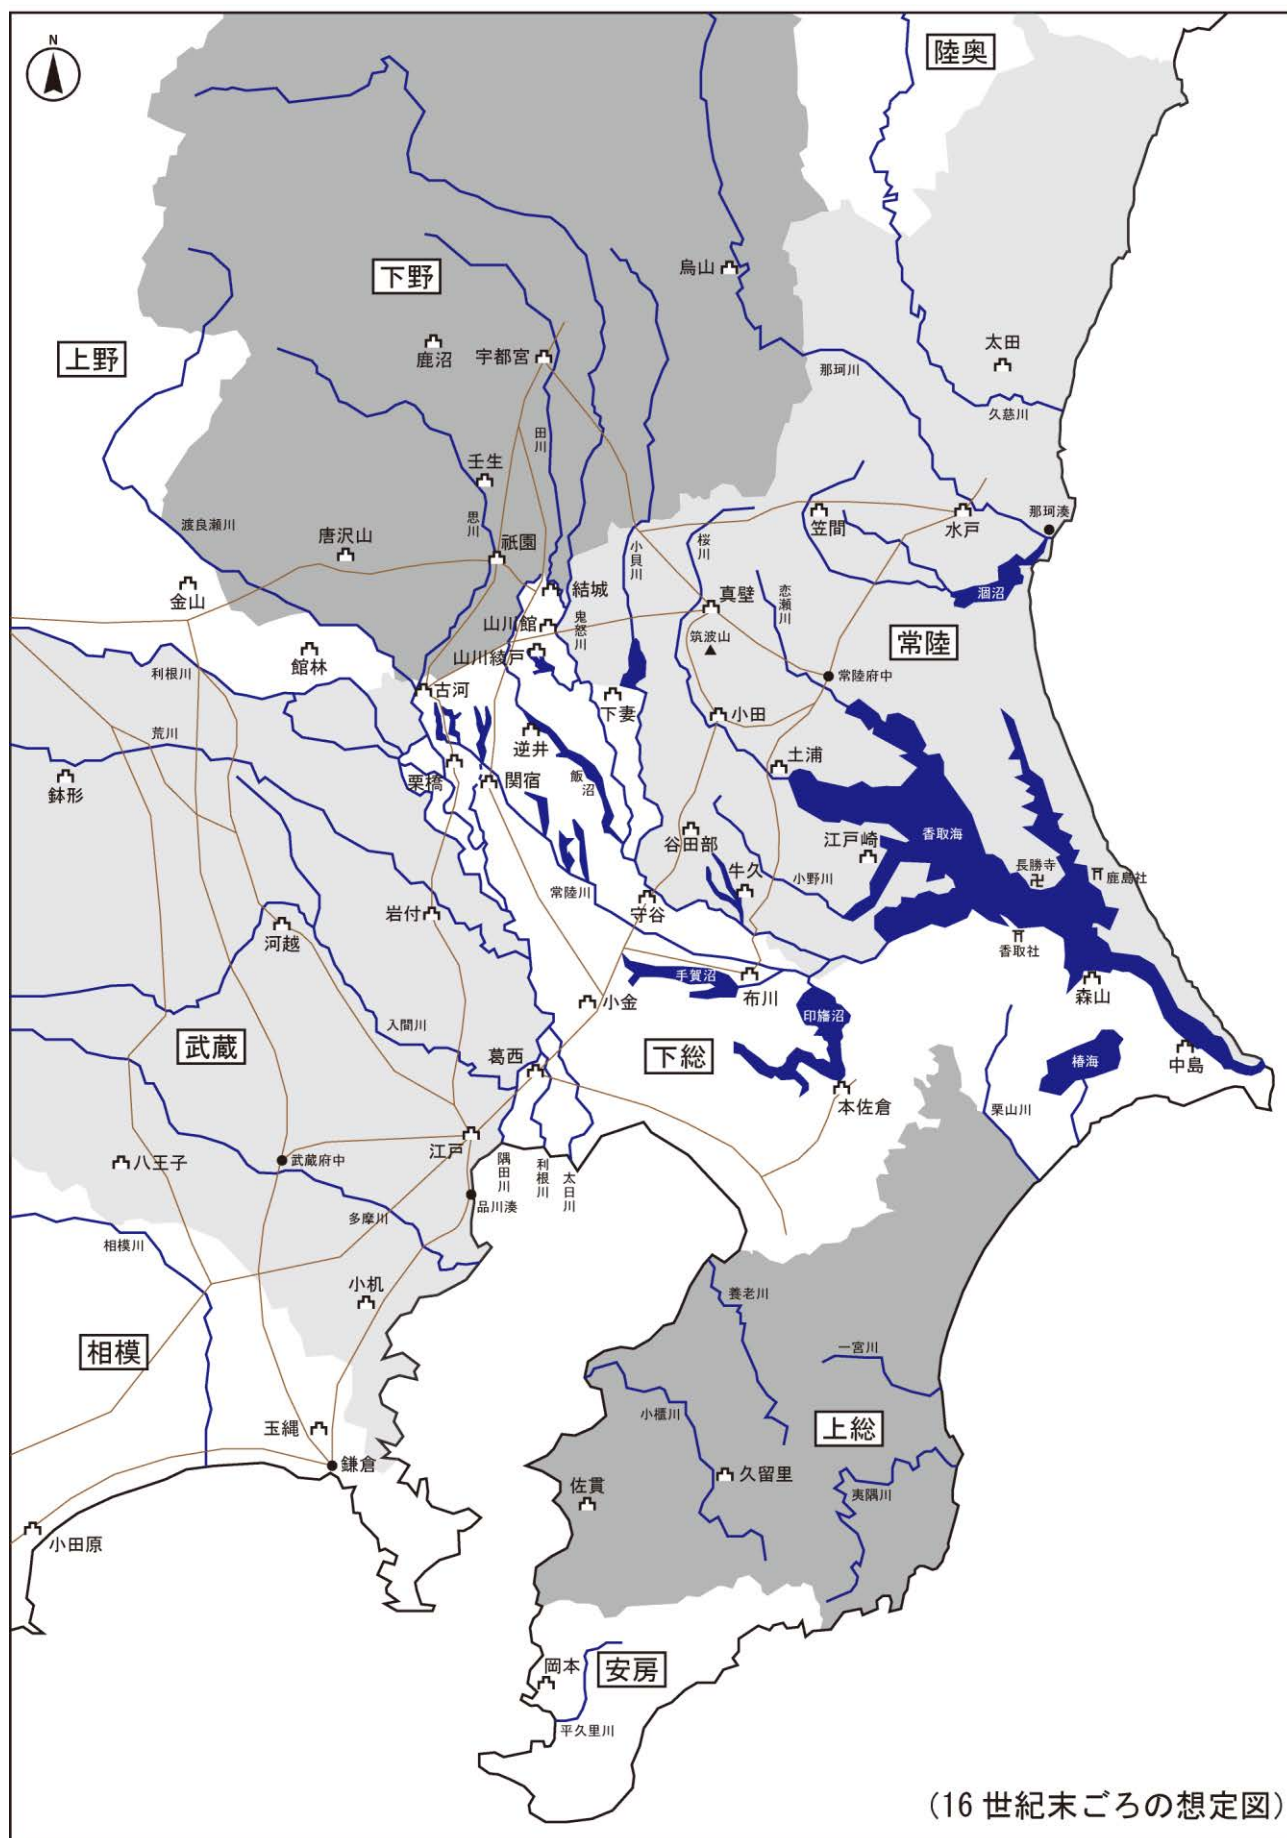 N
陸奥
下野
烏山
上野
鹿沼
宇都宮
太田
那珂川
久慈川
田川
壬生
渡良瀬川
思川
唐沢山
祇園
小貝川
桜川
笠間
水戸
那珂湊
金山
結城
真壁
恋瀬川
涸沼
山川館
鬼怒川
筑波山
常陸
館林
山川綾戸
利根川
古河
下妻
小田
常陸府中
荒川
逆井
土浦
鉢形
栗橋
関宿
飯沼
谷田部
江戸崎
香取海
長勝寺
卍
鹿島社
牛久
小野川
常陸川
守谷
岩付
河越
香取社
手賀沼
布川
森山
小金
印旛沼
入間川
武蔵
葛西
下総
椿海
中島
本佐倉
栗山川
江戸
八王子
武蔵府中
隅田川
利根川
太日川
品川湊
多摩川
相模川
小机
養老川
相模
一宮川
小櫃川
上総
玉縄
鎌倉
久留里
佐貫
夷隅川
小田原
岡本
安房
平久里川
(16世紀末ごろの想定図)